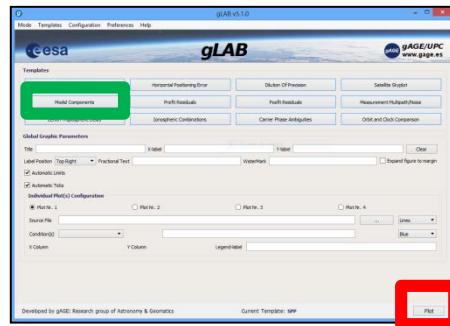 gLAB v5.1.0
Mode Templates Configuration Preferences Help
esa
gLAB
gAGE/UPC
www.gage.es
Templates
Horizontal Positioning Error
Dilution Of Precision
Satellite Skyplot
Model Components
Prefit Residuals
Postfit Residuals
Measurement Multipath/Noise
Ionospheric Combinations
Carrier Phase Ambiguities
Orbit and Clock Comparison
Global Graphic Parameters
Title
X-label
Y-label
Clear
Label Position Top Right Fractional Text
WaterMark
Expand figure to margin
Automatic Limits
Automatic Ticks
Individual Plot(s) Configuration
Plot Nr. 1
Plot Nr. 2
Plot Nr. 3
Plot Nr. 4
Source File
...
Lines
Condition(s)
Blue
X Column
Y Column
Legend-label
Developed by gAGE: Research group of Astronomy & Geomatics
Current Template: SPP
Plot